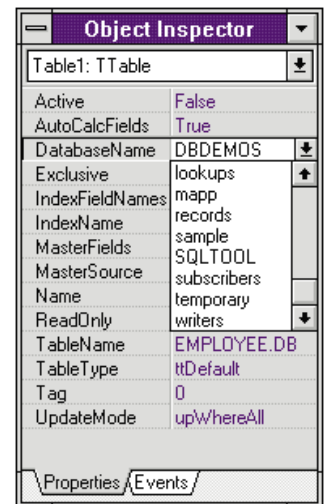 Object Inspector
Table1: TTable
Active False
AutoCalcFields True
DatabaseName DBDEMOS
Exclusive lookups
IndexFieldNames mapp
IndexName records
MasterFields sample
MasterSource SQLTOOL
Name subscribers
ReadOnly temporary
writers
TableName EMPLOYEE.DB
TableType ttDefault
Tag 0
UpdateMode upWhereAll
Properties Events